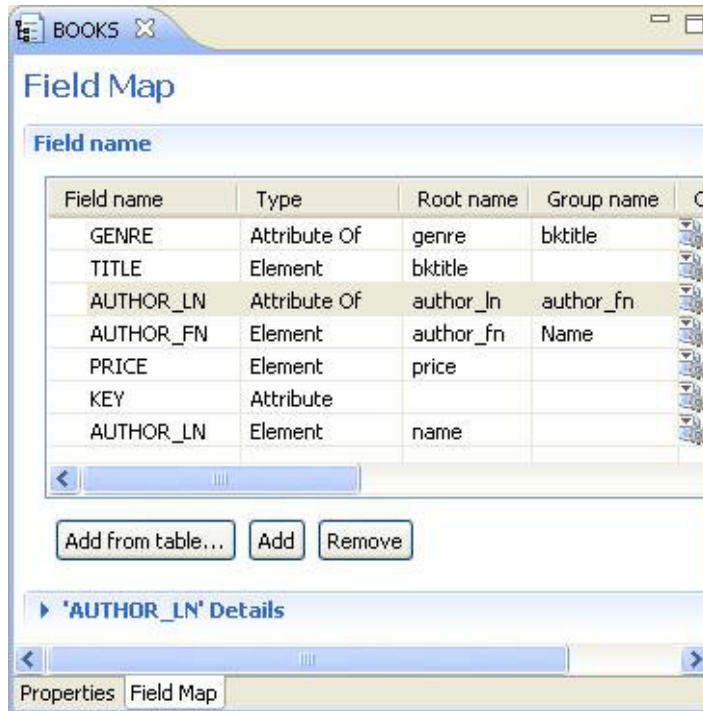 BOOKS
Field Map
Field name
Field name Type Root name Group name
GENRE Attribute Of genre bktitle
TITLE Element bktitle
AUTHOR_LN Attribute Of author_ln author_fn
AUTHOR_FN Element author_fn Name
PRICE Element price
KEY Attribute
AUTHOR_LN Element name
Add from table... Add Remove
'AUTHOR_LN' Details
Properties Field Map